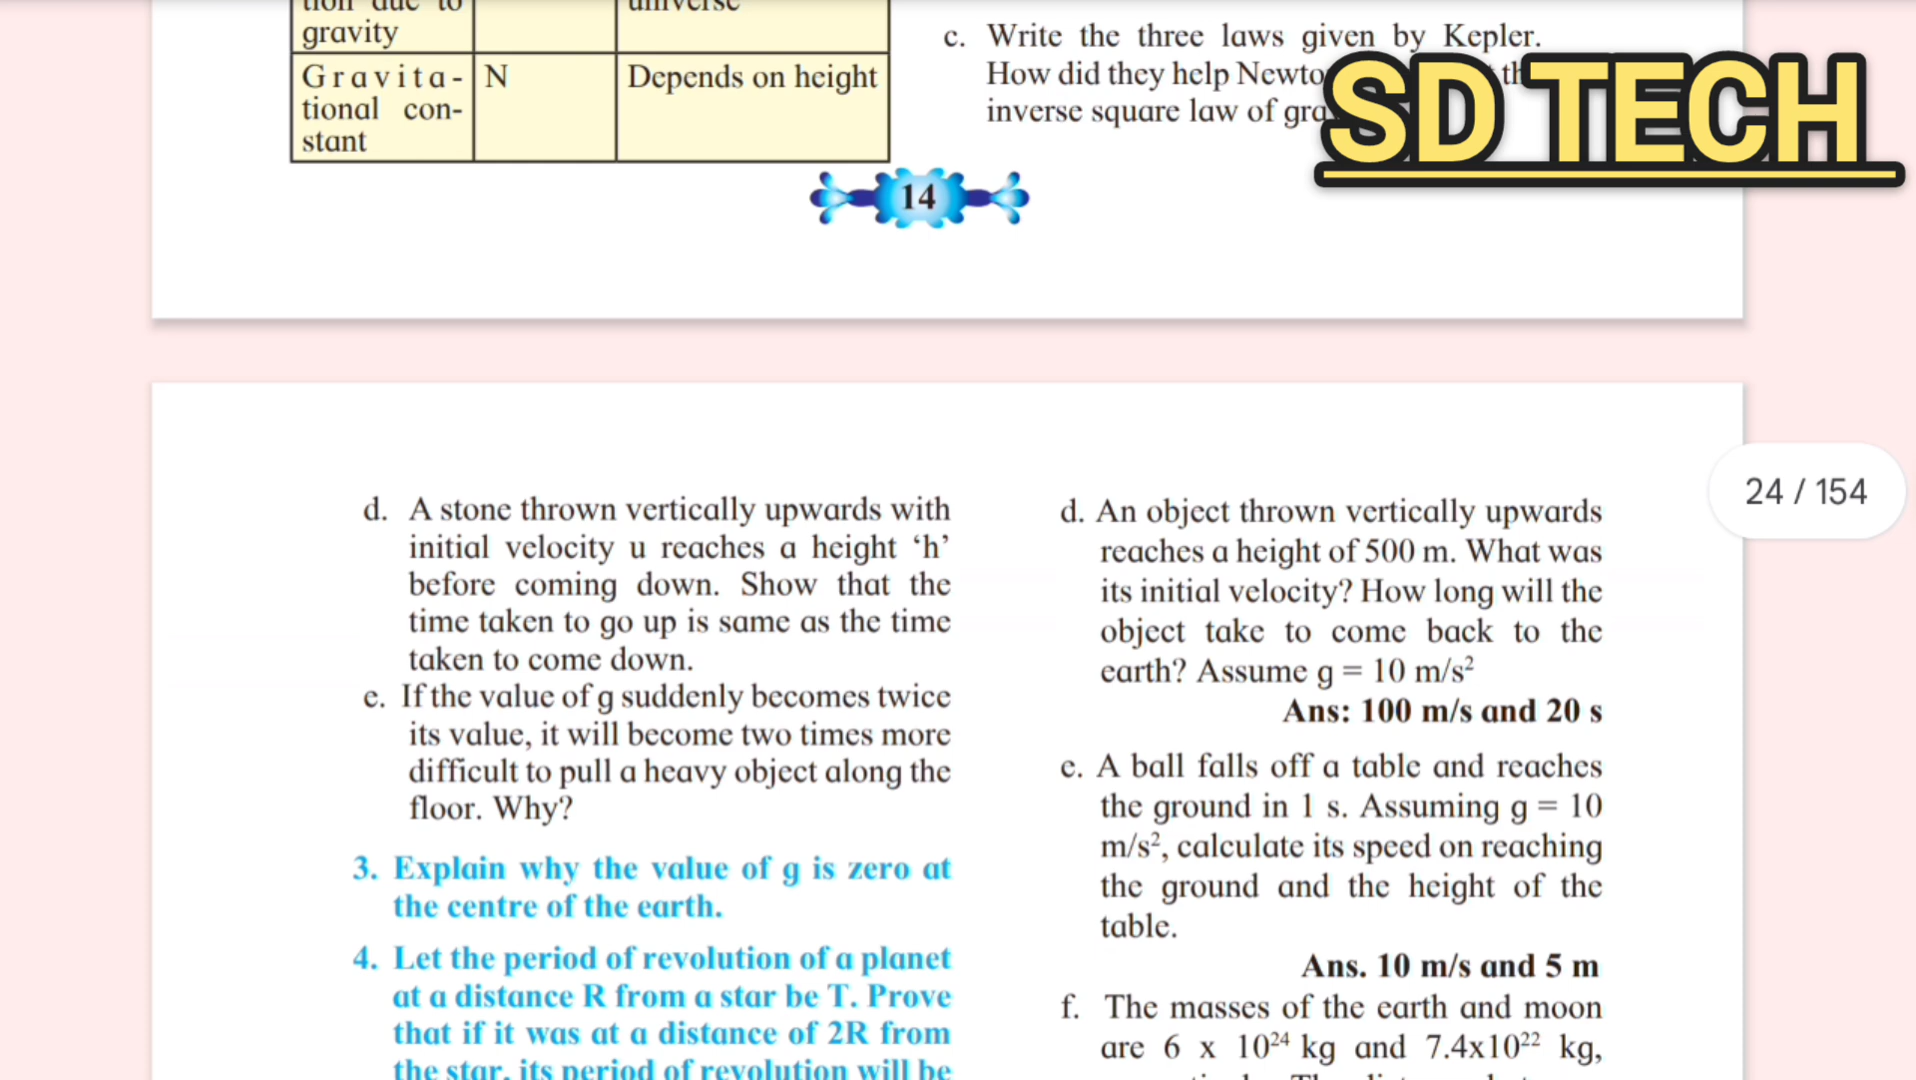 gravity
Gravita-
tional con-
stant
N
Depends on height
c. Write the three laws given by Kepler.
How did they help
inverse square law of
SD TECH
14
24 / 154
d. A stone thrown vertically upwards with
initial velocity u reaches a height ‘h’
before coming down. Show that the
time taken to go up is same as the time
taken to come down.
e. If the value of g suddenly becomes twice
its value, it will become two times more
difficult to pull a heavy object along the
floor. Why?
3. Explain why the value of g is zero at
the centre of the earth.
4. Let the period of revolution of a planet
at a distance R from a star be T. Prove
that if it was at a distance of 2R from
the star, its period of revolution will be
d. An object thrown vertically upwards
reaches a height of 500 m. What was
its initial velocity? How long will the
object take to come back to the
earth? Assume g = 10 m/s²
Ans: 100 m/s and 20 s
e. A ball falls off a table and reaches
the ground in 1 s. Assuming g = 10
m/s², calculate its speed on reaching
the ground and the height of the
table.
Ans. 10 m/s and 5 m
f. The masses of the earth and moon
are 6 x 10²⁴ kg and 7.4x10²² kg,